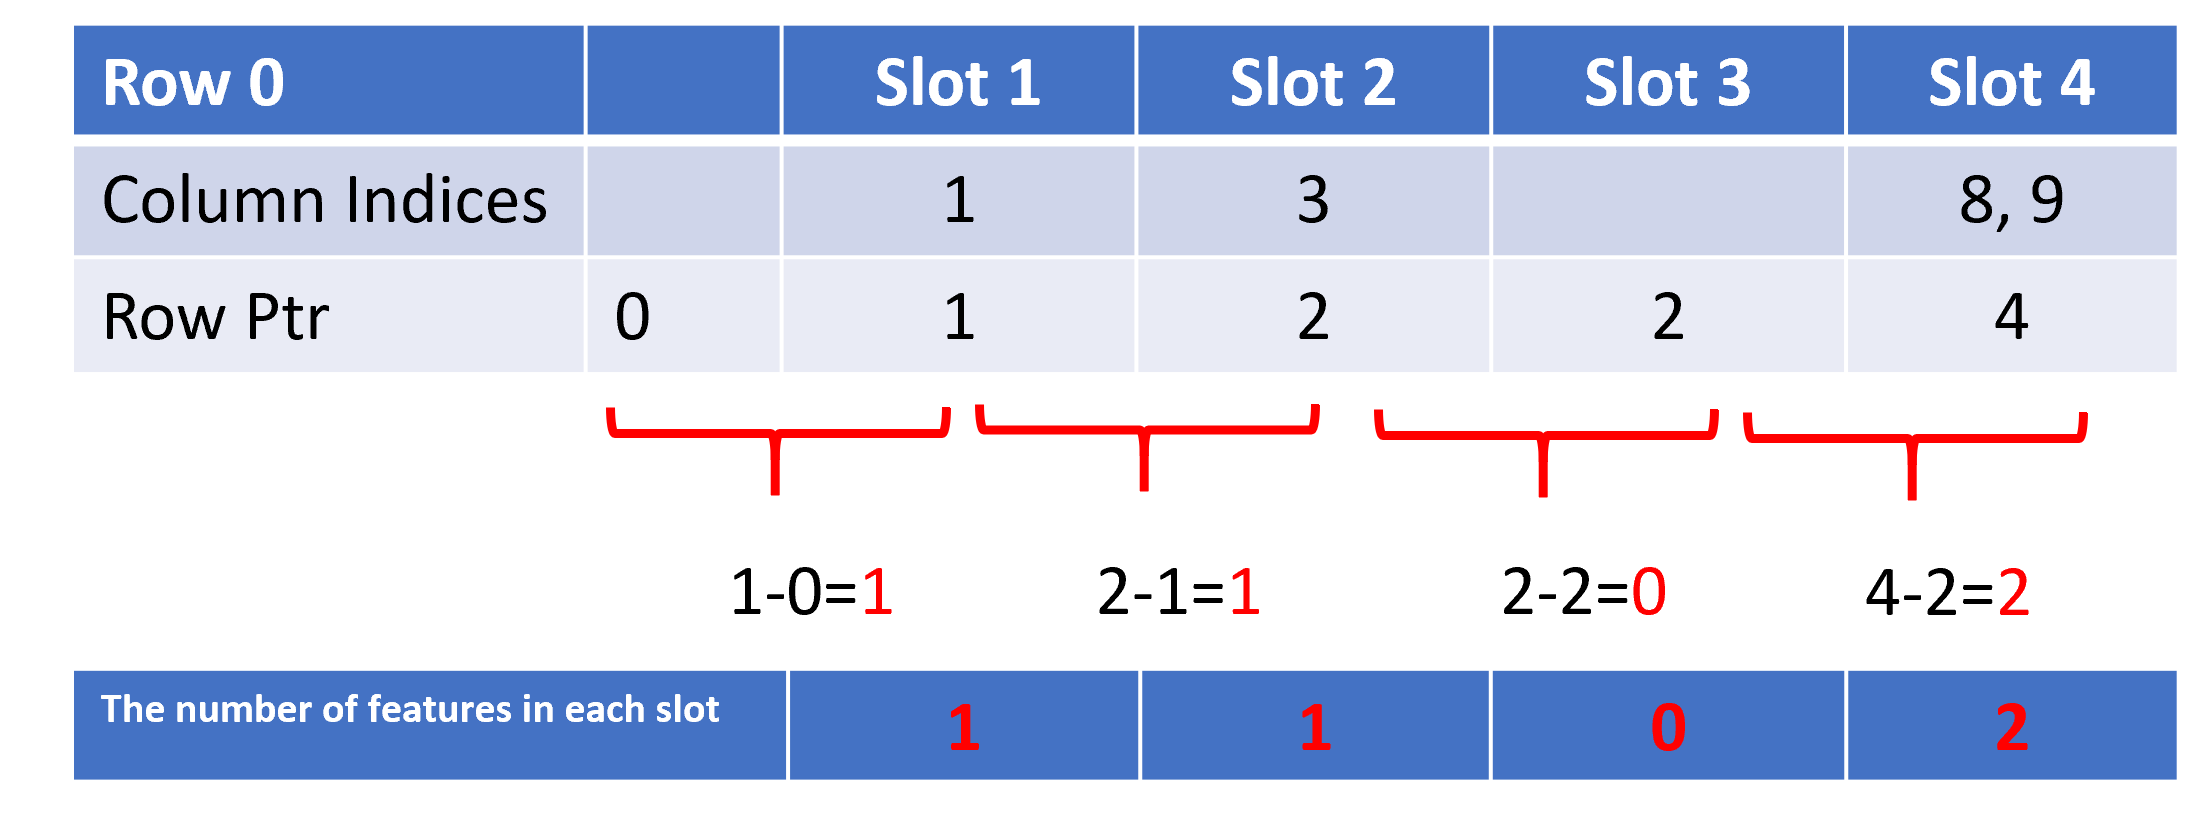 Row 0 Slot 1 Slot 2 Slot 3 Slot 4
Column Indices 1 3 8, 9
Row Ptr 0 1 2 2 4
1-0=1 2-1=1 2-2=0 4-2=2
The number of features in each slot 1 1 0 2